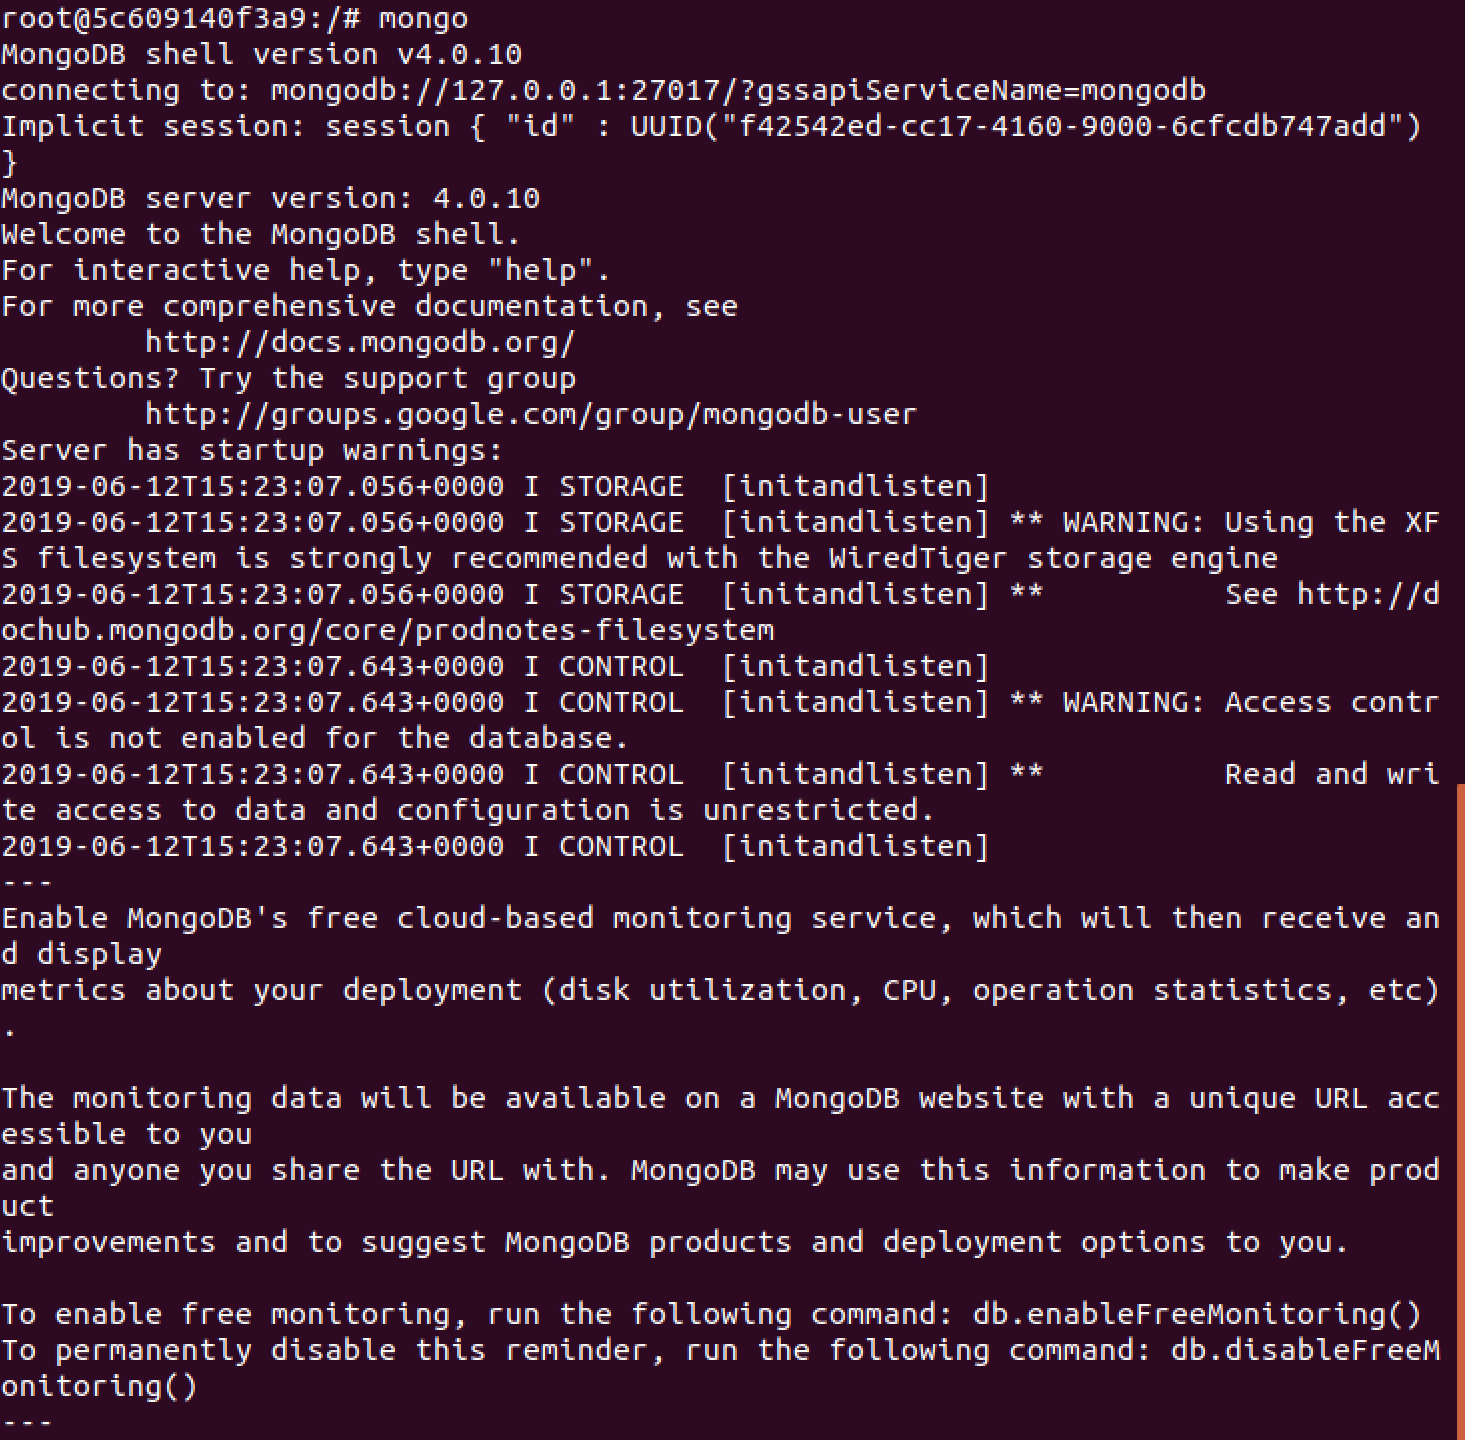 root@5c609140f3a9:/# mongo
MongoDB shell version v4.0.10
connecting to: mongodb://127.0.0.1:27017/?gssapiServiceName=mongodb
Implicit session: session { "id" : UUID("f42542ed-cc17-4160-9000-6cfcdb747add")
}
MongoDB server version: 4.0.10
Welcome to the MongoDB shell.
For interactive help, type "help".
For more comprehensive documentation, see
        http://docs.mongodb.org/
Questions? Try the support group
        http://groups.google.com/group/mongodb-user
Server has startup warnings:
2019-06-12T15:23:07.056+0000 I STORAGE  [initandlisten]
2019-06-12T15:23:07.056+0000 I STORAGE  [initandlisten] ** WARNING: Using the XF
S filesystem is strongly recommended with the WiredTiger storage engine
2019-06-12T15:23:07.056+0000 I STORAGE  [initandlisten] **          See http://d
ochub.mongodb.org/core/prodnotes-filesystem
2019-06-12T15:23:07.643+0000 I CONTROL  [initandlisten]
2019-06-12T15:23:07.643+0000 I CONTROL  [initandlisten] ** WARNING: Access contr
ol is not enabled for the database.
2019-06-12T15:23:07.643+0000 I CONTROL  [initandlisten] **          Read and wri
te access to data and configuration is unrestricted.
2019-06-12T15:23:07.643+0000 I CONTROL  [initandlisten]
---
Enable MongoDB's free cloud-based monitoring service, which will then receive an
d display
metrics about your deployment (disk utilization, CPU, operation statistics, etc)
.

The monitoring data will be available on a MongoDB website with a unique URL acc
essible to you
and anyone you share the URL with. MongoDB may use this information to make prod
uct
improvements and to suggest MongoDB products and deployment options to you.

To enable free monitoring, run the following command: db.enableFreeMonitoring()
To permanently disable this reminder, run the following command: db.disableFreeM
onitoring()
---